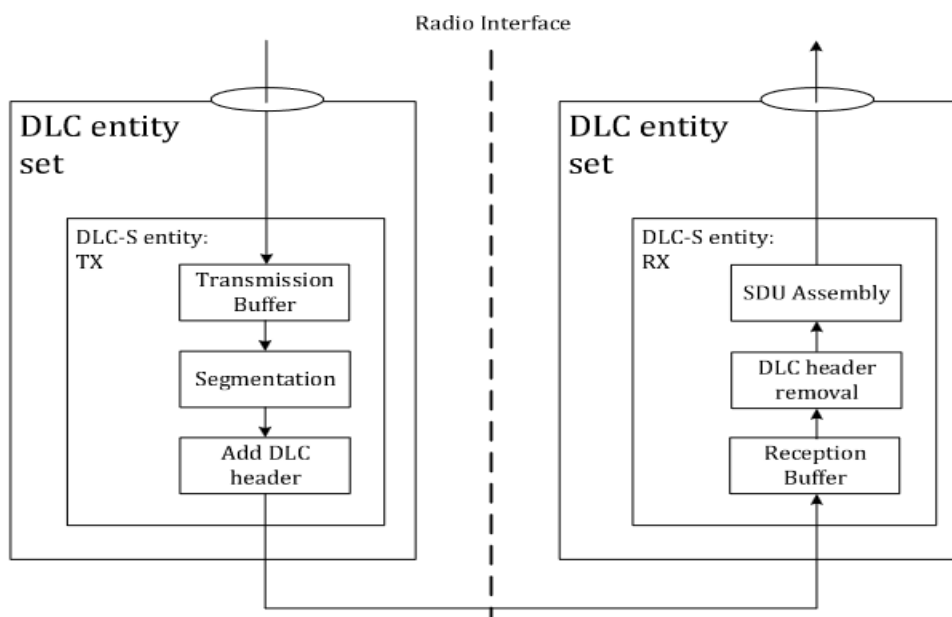 Radio Interface
DLC entity
set
DLC-S entity:
TX
Transmission
Buffer
Segmentation
Add DLC
header
DLC entity
set
DLC-S entity:
RX
SDU Assembly
DLC header
removal
Reception
Buffer